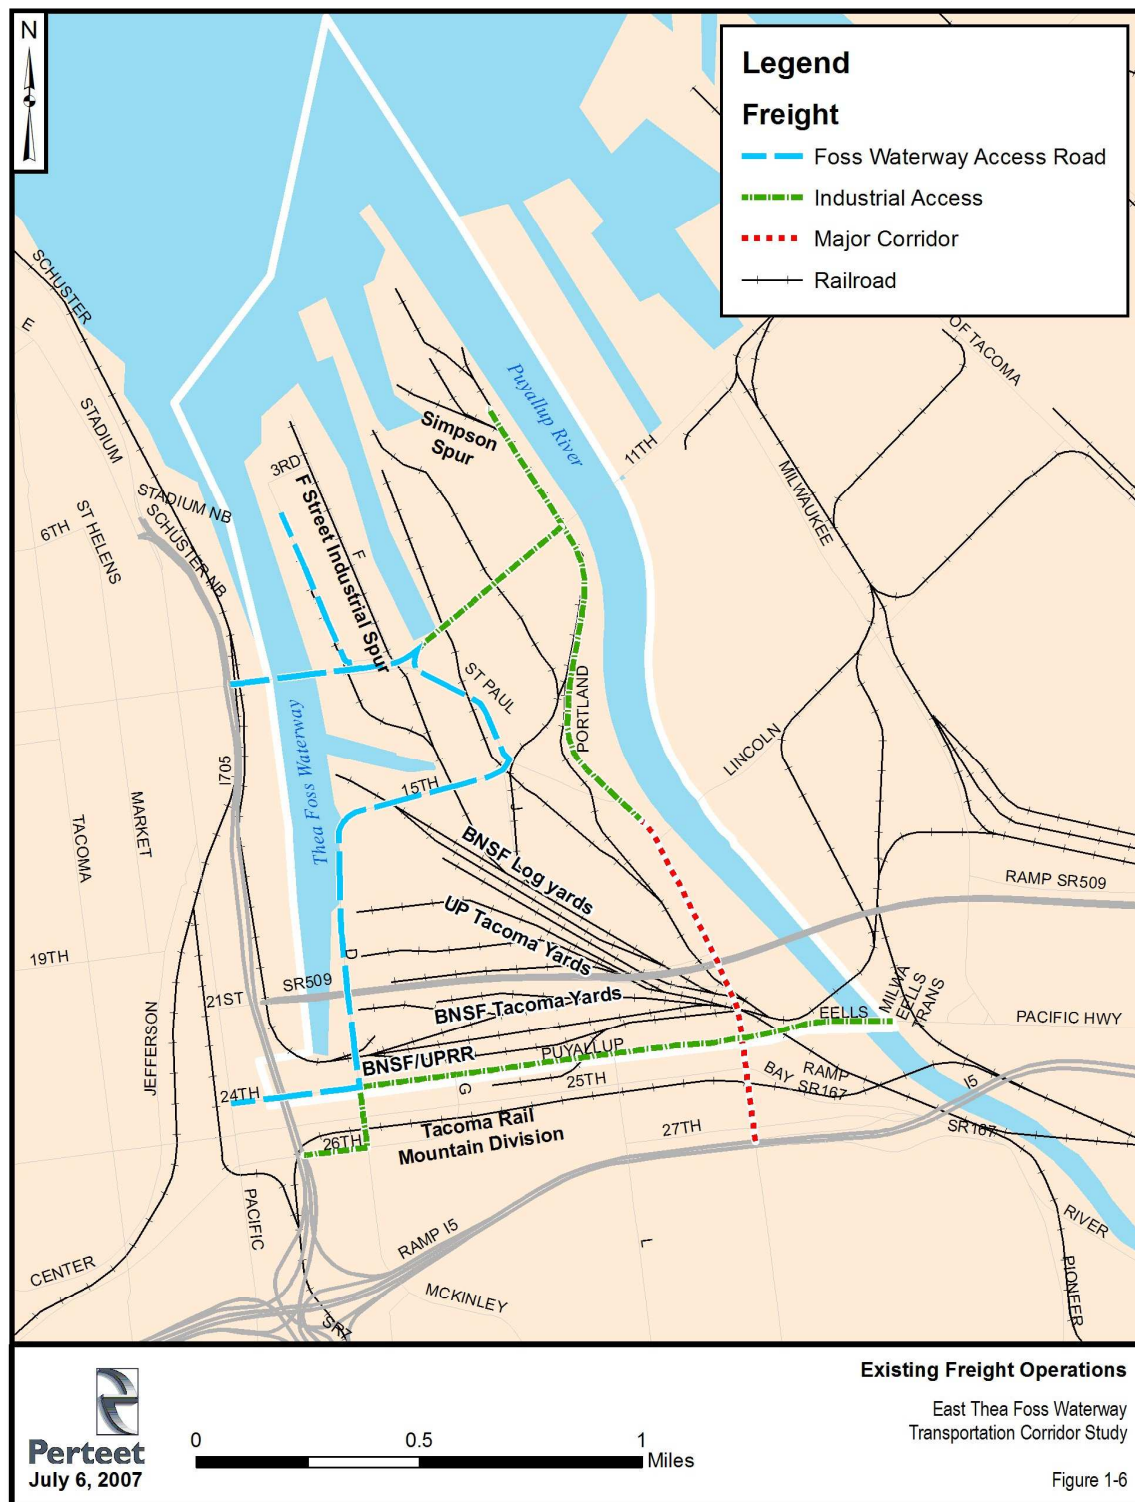 N
Legend
Freight
Foss Waterway Access Road
Industrial Access
Major Corridor
Railroad
SCHUSTER
E
STADIUM
OF TACOMA
Puyallup River
Simpson
Spur
11TH
MILWAUKEE
3RD
STADIUM NB
SCHUSTER NB
6TH
ST HELENS
F
F Street Industrial Spur
ST PAUL
PORTLAND
LINCOLN
Thea Foss Waterway
I705
15TH
J
MARKET
TACOMA
BNSF Log yards
UP Tacoma Yards
RAMP SR509
19TH
D
SR509
21ST
BNSF Tacoma Yards
MILWA
EELLS
TRANS
EELLS
PACIFIC HWY
JEFFERSON
BNSF/UPRR
PUYALLUP
G
25TH
BAY
RAMP
SR167
I5
24TH
26TH
Tacoma Rail
Mountain Division
27TH
SR167
PACIFIC
RAMP I5
L
RIVER
CENTER
MCKINLEY
PIONEER
SR7
Existing Freight Operations
East Thea Foss Waterway
Transportation Corridor Study
Figure 1-6
Perteet
July 6, 2007
0 0.5 1
Miles